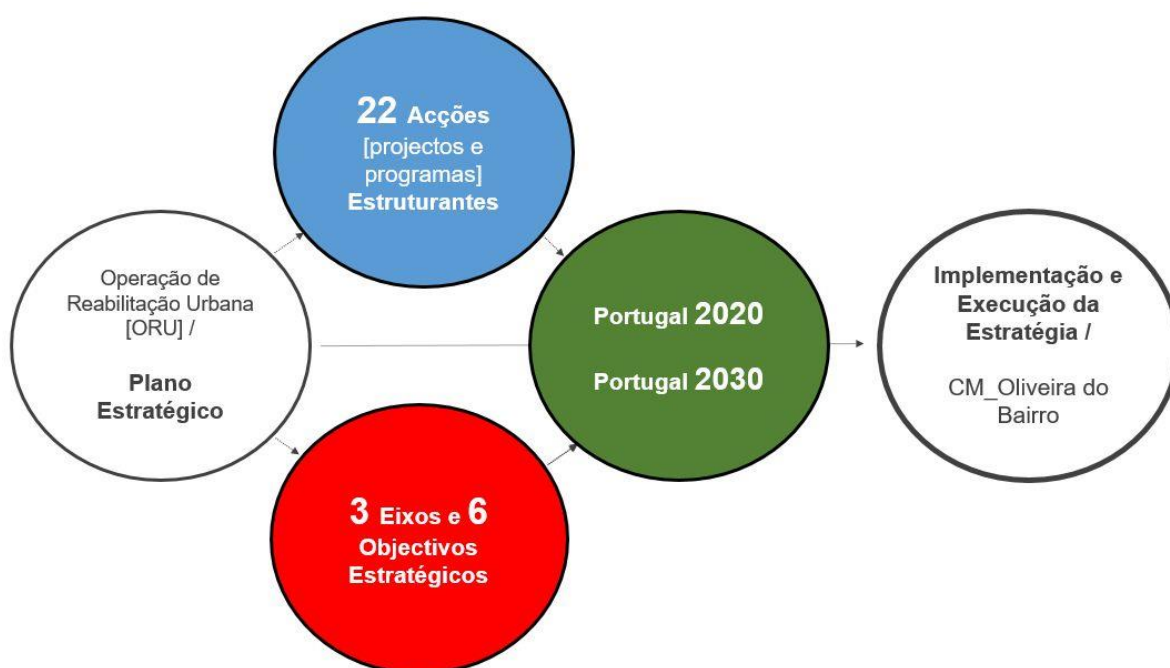 22 Acções
[projectos e
programas]
Estruturantes
Operação de
Reabilitação Urbana
[ORU] /
Plano
Estratégico
Portugal 2020
Portugal 2030
Implementação e
Execução da
Estratégia /
CM_Oliveira do
Bairro
3 Eixos e 6
Objectivos
Estratégicos